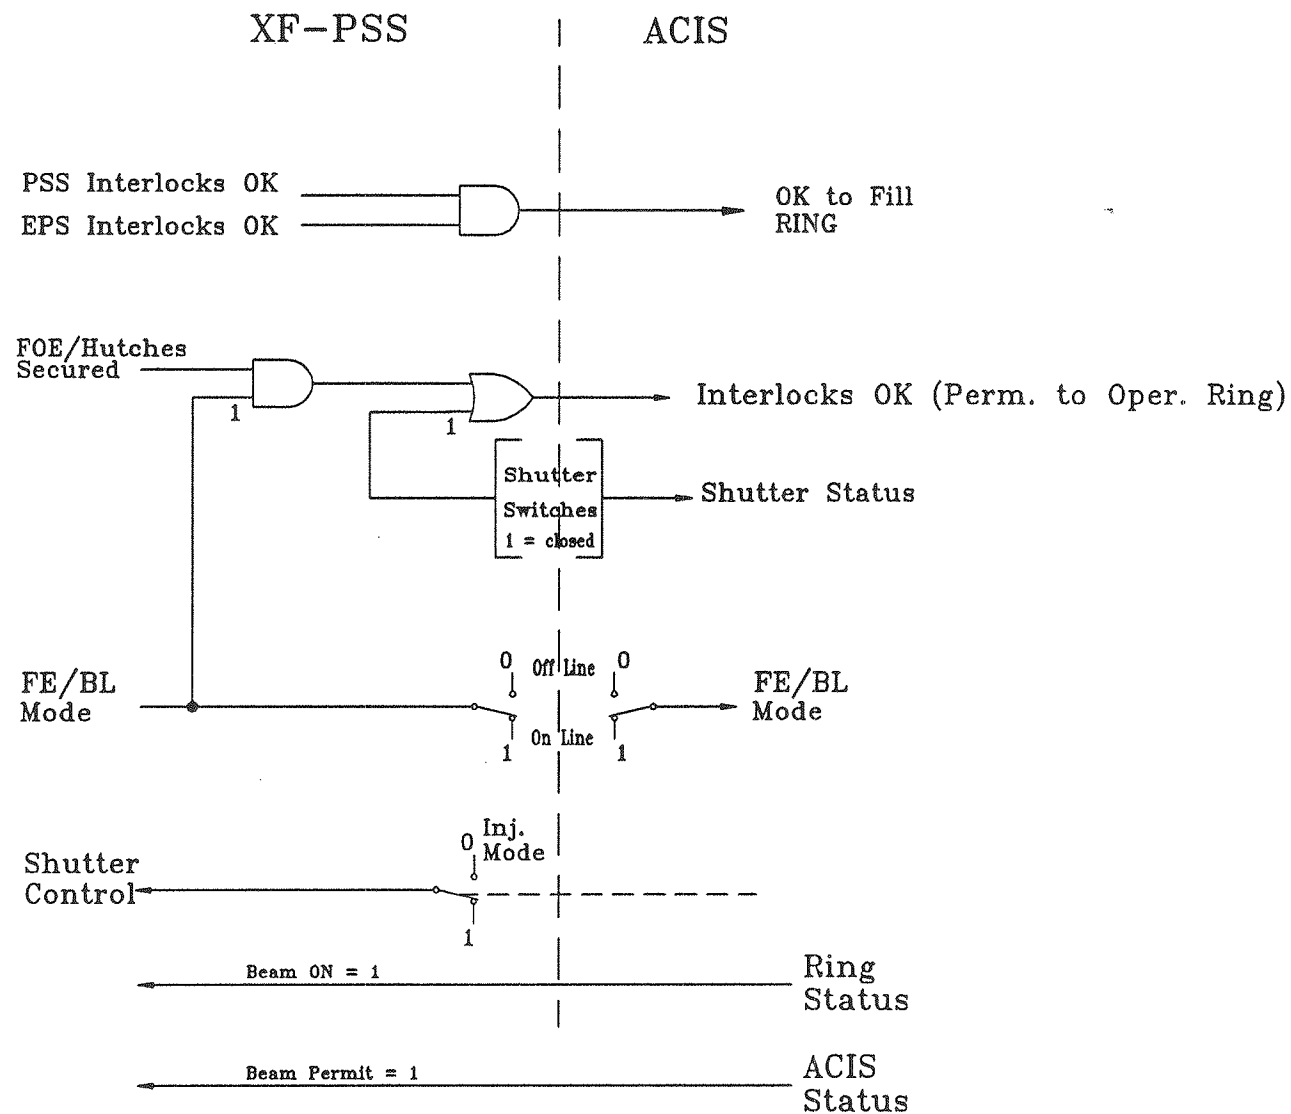 XF-PSS
ACIS
PSS Interlocks OK
EPS Interlocks OK
OK to Fill
RING
FOE/Hutches
Secured
1
1
Interlocks OK (Perm. to Oper. Ring)
Shutter
Switches
1 = closed
Shutter Status
FE/BL
Mode
0
Off Line
0
1
On Line
1
FE/BL
Mode
Shutter
Control
0
Inj.
Mode
1
Beam ON = 1
Ring
Status
Beam Permit = 1
ACIS
Status